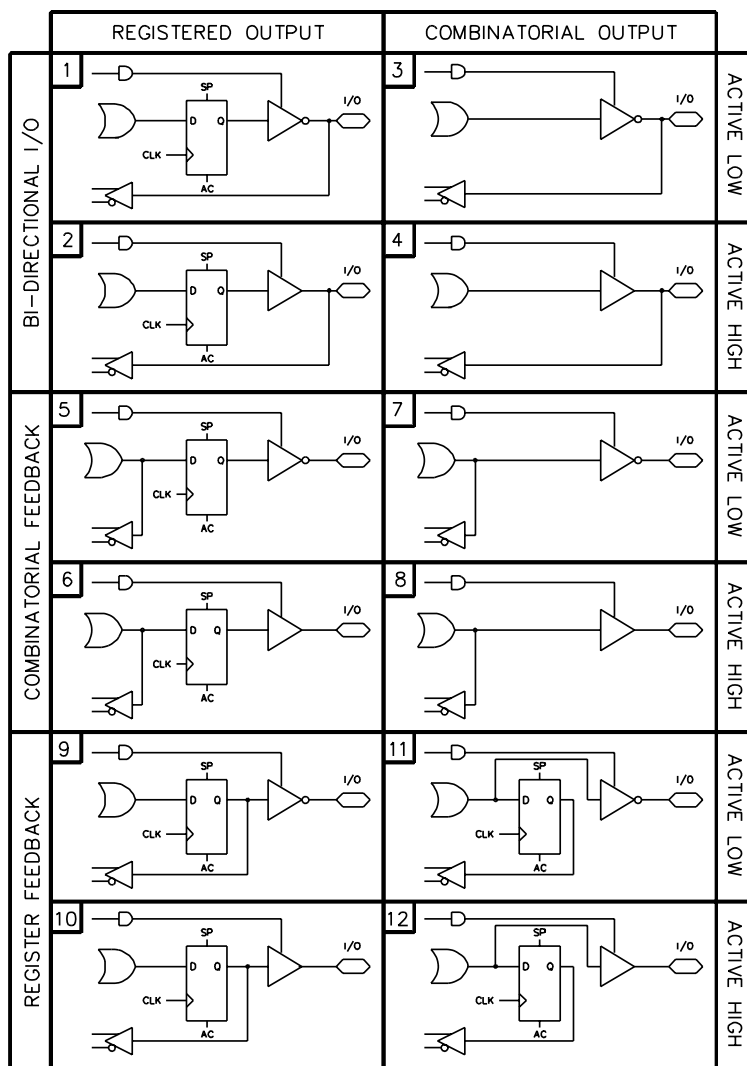 REGISTERED OUTPUT
COMBINATORIAL OUTPUT
BI-DIRECTIONAL I/O
1
SP
I/O
D Q
CLK
AC
3
I/O
ACTIVE LOW
2
SP
I/O
D Q
CLK
AC
4
I/O
ACTIVE HIGH
COMBINATORIAL FEEDBACK
5
SP
I/O
D Q
CLK
AC
7
I/O
ACTIVE LOW
6
SP
I/O
D Q
CLK
AC
8
I/O
ACTIVE HIGH
REGISTER FEEDBACK
9
SP
I/O
D Q
CLK
AC
11
SP
I/O
D Q
CLK
AC
ACTIVE LOW
10
SP
I/O
D Q
CLK
AC
12
SP
I/O
D Q
CLK
AC
ACTIVE HIGH